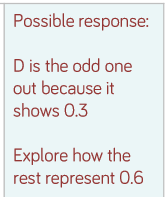 Possible response:
D is the odd one
out because it
shows 0.3
Explore how the
rest represent 0.6